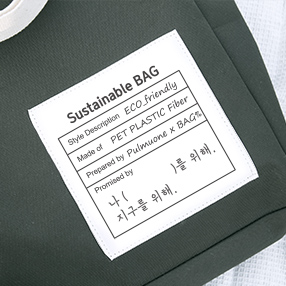 Sustainable BAG
Style Description ECO_friendly
Made of PET PLASTIC Fiber
Prepared by Pulmuone x BAG%
Promised by
나 (          )를 위해.
지구를 위해.